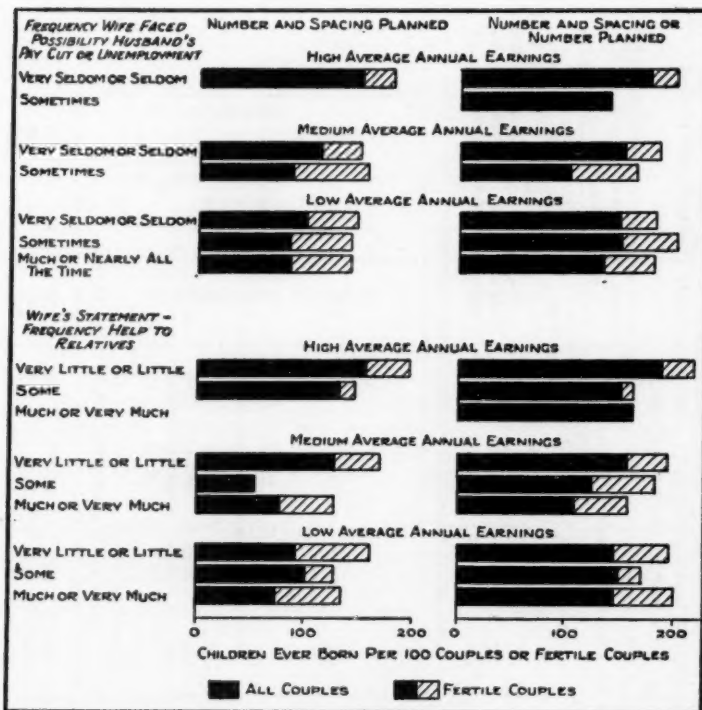 FREQUENCY WIFE FACED
POSSIBILITY HUSBAND'S
PAY CUT OR UNEMPLOYMENT
NUMBER AND SPACING PLANNED
NUMBER AND SPACING OR
NUMBER PLANNED
HIGH AVERAGE ANNUAL EARNINGS
VERY SELDOM OR SELDOM
SOMETIMES
MEDIUM AVERAGE ANNUAL EARNINGS
VERY SELDOM OR SELDOM
SOMETIMES
LOW AVERAGE ANNUAL EARNINGS
VERY SELDOM OR SELDOM
SOMETIMES
MUCH OR NEARLY ALL
THE TIME
WIFE'S STATEMENT –
FREQUENCY HELP TO
RELATIVES
HIGH AVERAGE ANNUAL EARNINGS
VERY LITTLE OR LITTLE
SOME
MUCH OR VERY MUCH
MEDIUM AVERAGE ANNUAL EARNINGS
VERY LITTLE OR LITTLE
SOME
MUCH OR VERY MUCH
LOW AVERAGE ANNUAL EARNINGS
VERY LITTLE OR LITTLE
SOME
MUCH OR VERY MUCH
0 100 200 0 100 200
CHILDREN EVER BORN PER 100 COUPLES OR FERTILE COUPLES
ALL COUPLES FERTILE COUPLES